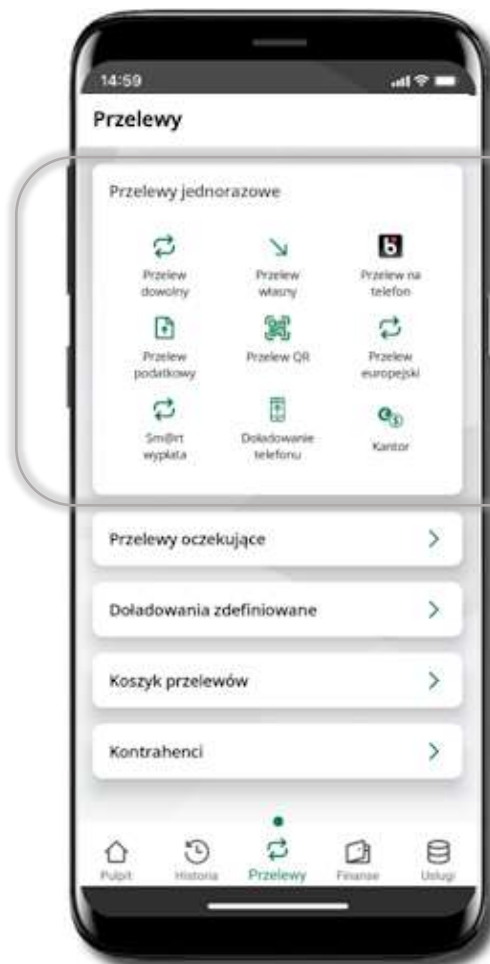 14:59
Przelewy
Przelewy jednorazowe
Przelew
dowolny
Przelew
własny
Przelew na
telefon
Przelew
podatkowy
Przelew QR
Przelew
europejski
Sm@rt
wypłata
Doładowanie
telefonu
Kantor
Przelewy oczekujące
Doładowania zdefiniowane
Koszyk przelewów
Kontrahenci
Pulpit
Historia
Przelewy
Finanse
Usługi